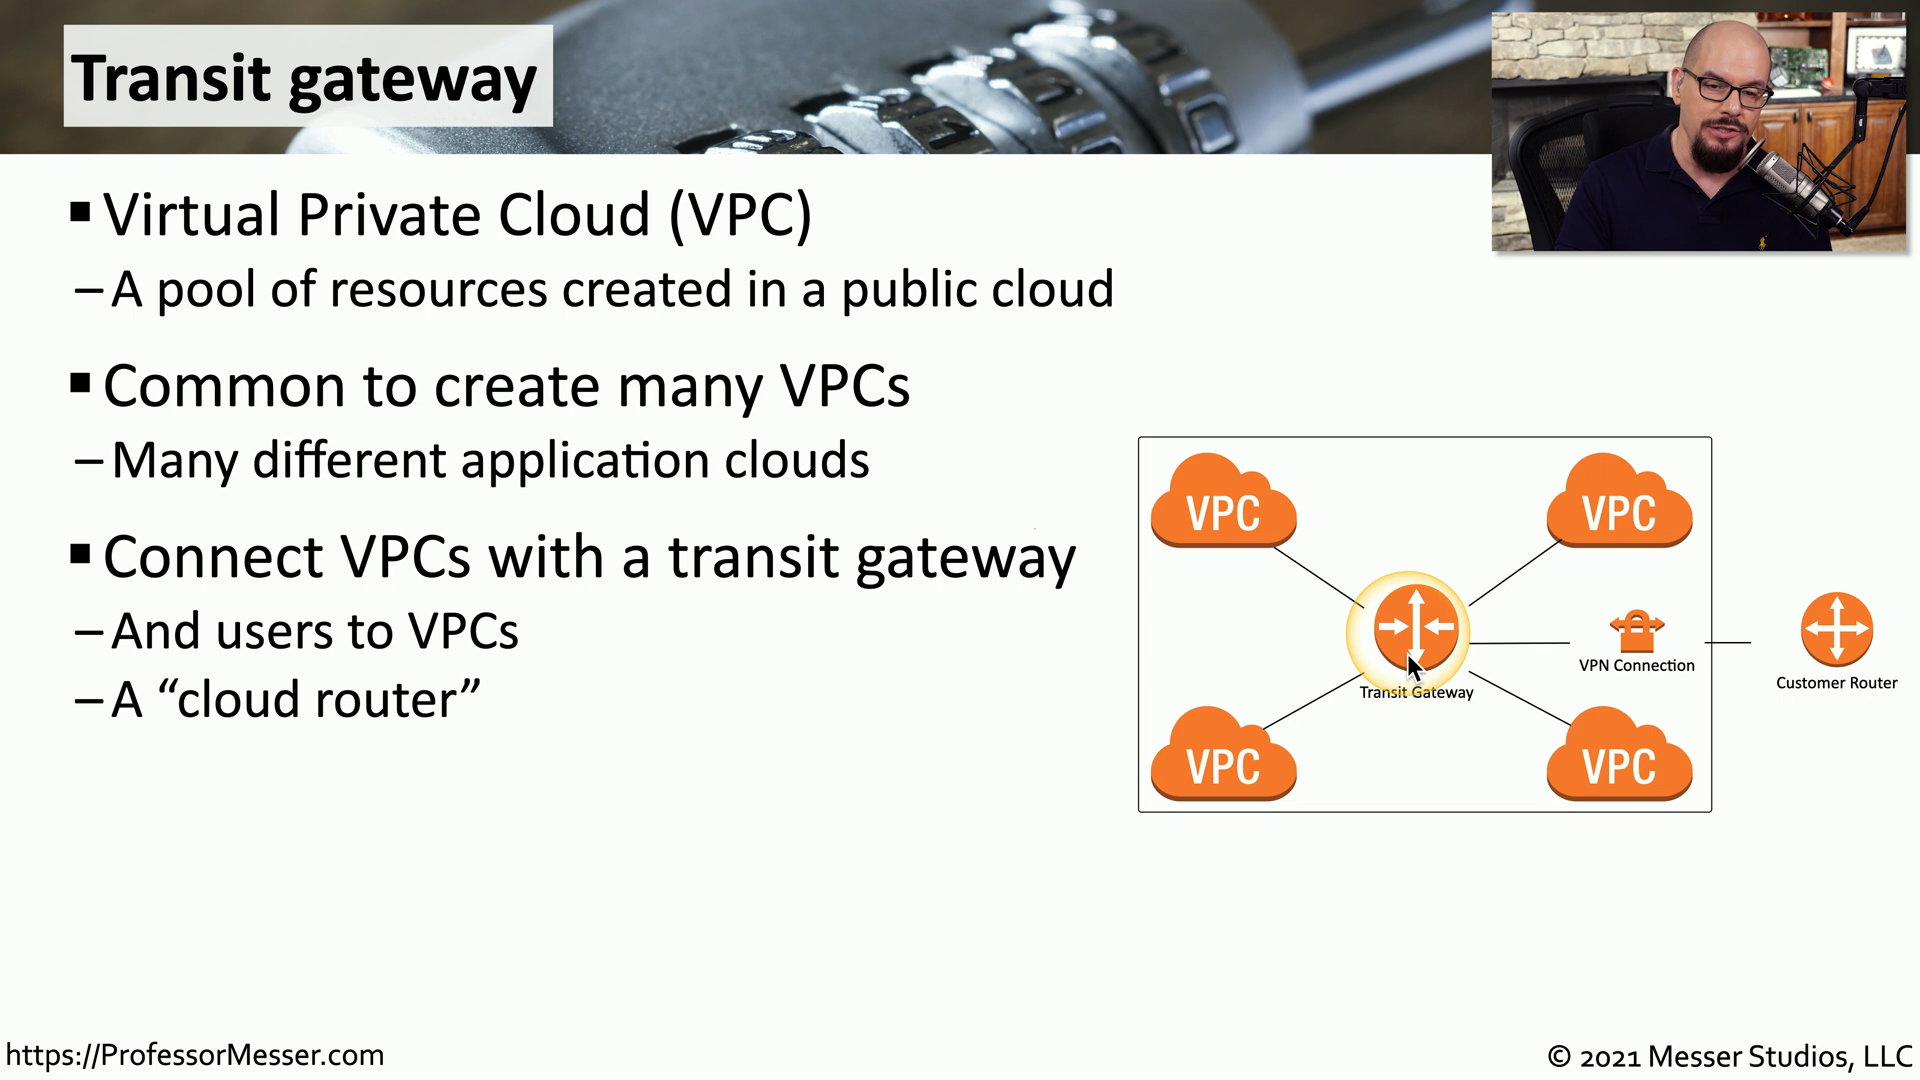 Transit gateway
▪ Virtual Private Cloud (VPC)
– A pool of resources created in a public cloud
▪ Common to create many VPCs
– Many different application clouds
▪ Connect VPCs with a transit gateway
– And users to VPCs
– A “cloud router”
VPC
VPC
VPN Connection
Customer Router
Transit Gateway
VPC
VPC
https://ProfessorMesser.com
© 2021 Messer Studios, LLC